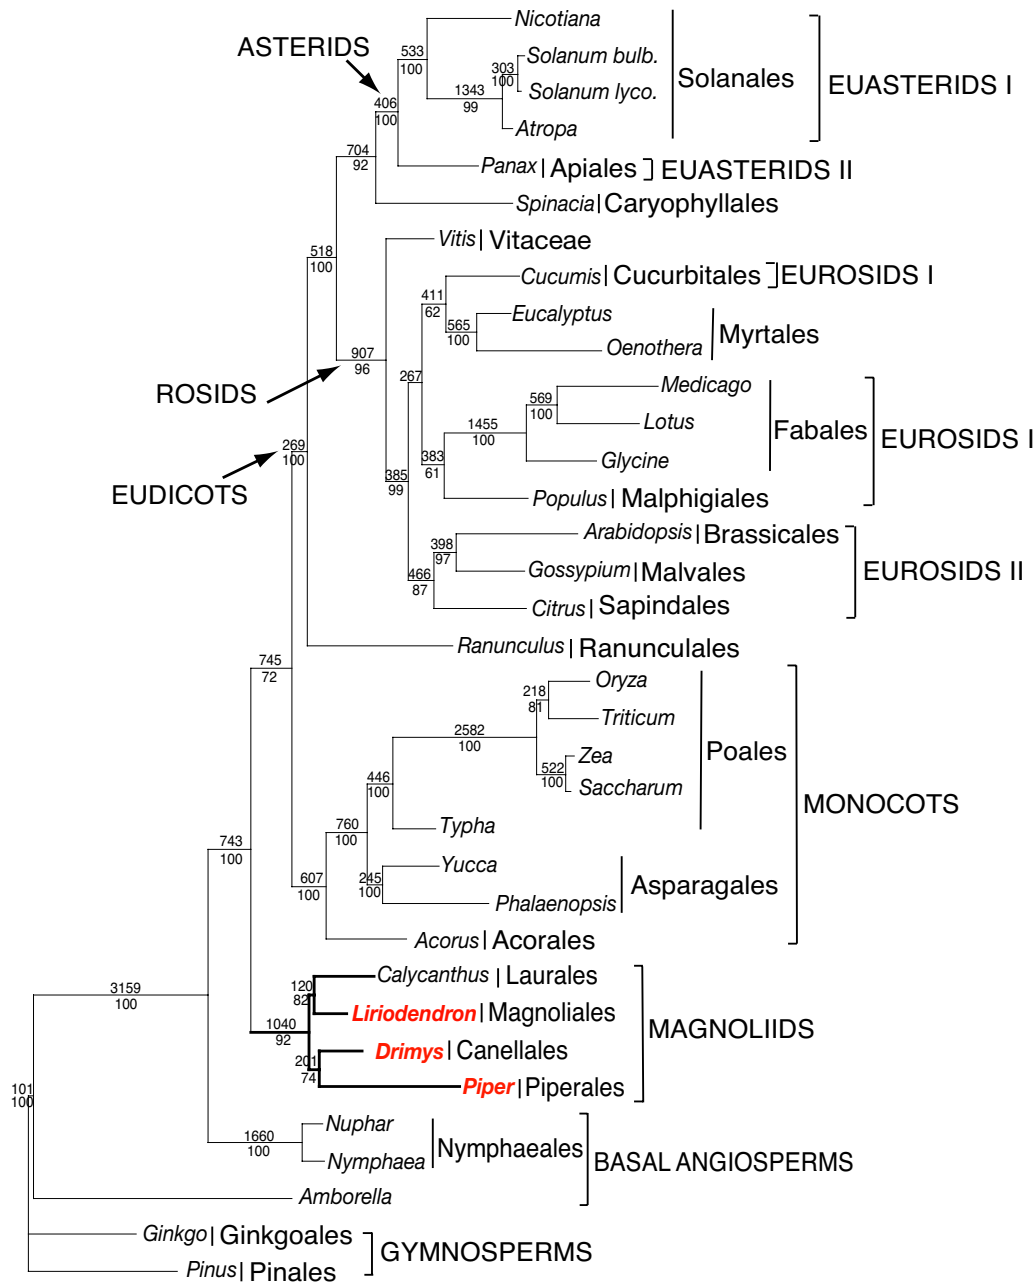 Nicotiana
ASTERIDS
533
100
Solanum bulb.
303
100
Solanales
EUASTERIDS I
1343
99
Solanum lyco.
406
100
Atropa
704
92
Panax
Apiales
EUASTERIDS II
Spinacia
Caryophyllales
Vitis
Vitaceae
518
100
Cucumis
Cucurbitales
EUROSIDS I
411
62
Eucalyptus
565
100
Myrtales
Oenothera
907
96
ROSIDS
267
Medicago
569
100
Lotus
Fabales
EUROSIDS I
1455
100
269
100
Glycine
383
61
EUDICOTS
385
99
Populus
Malphigiales
Arabidopsis
Brassicales
398
97
Gossypium
Malvales
EUROSIDS II
466
87
Citrus
Sapindales
Ranunculus
Ranunculales
745
72
Oryza
218
81
Triticum
2582
100
Poales
Zea
522
100
Saccharum
446
100
MONOCOTS
Typha
760
100
743
100
Yucca
245
100
Asparagales
607
100
Phalaenopsis
Acorus
Acorales
Calycanthus
Laurales
120
82
3159
100
Liriodendron
Magnoliales
MAGNOLIIDS
1040
92
Drimys
Canellales
201
74
Piper
Piperales
101
100
Nuphar
1660
100
Nymphaeales
Nymphaea
BASAL ANGIOSPERMS
Amborella
Ginkgo
Ginkgoales
GYMNOSPERMS
Pinus
Pinales